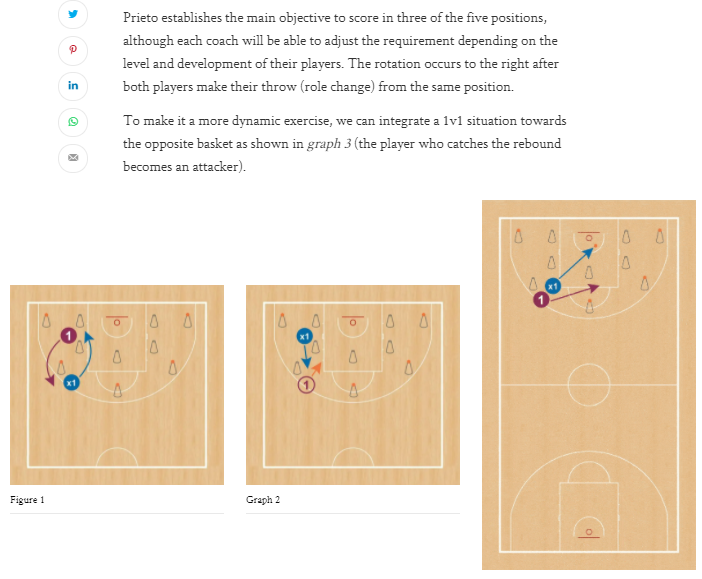 Prieto establishes the main objective to score in three of the five positions,
although each coach will be able to adjust the requirement depending on the
level and development of their players. The rotation occurs to the right after
both players make their throw (role change) from the same position.
To make it a more dynamic exercise, we can integrate a 1v1 situation towards
the opposite basket as shown in graph 3 (the player who catches the rebound
becomes an attacker).
x1
1
1
x1
x1
1
Figure 1
Graph 2